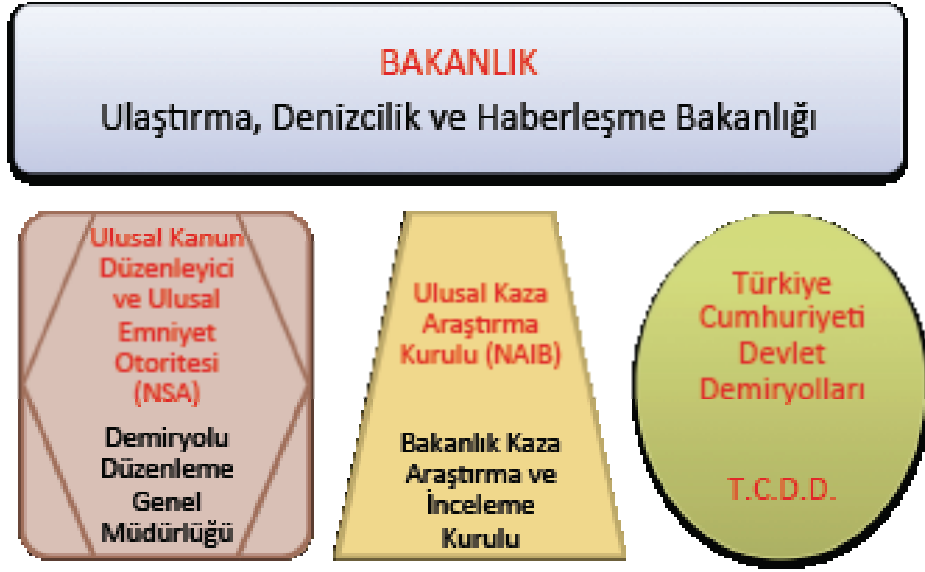 BAKANLIK
Ulaştırma, Denizcilik ve Haberleşme Bakanlığı
Ulusal Kanun
Düzenleyici
ve Ulusal
Emniyet
Otoritesi
(NSA)
Demiryolu
Düzenleme
Genel
Müdürlüğü
Ulusal Kaza
Araştırma
Kurulu (NAIB)
Bakanlık Kaza
Araştırma ve
İnceleme
Kurulu
Türkiye
Cumhuriyeti
Devlet
Demiryolları
T.C.D.D.